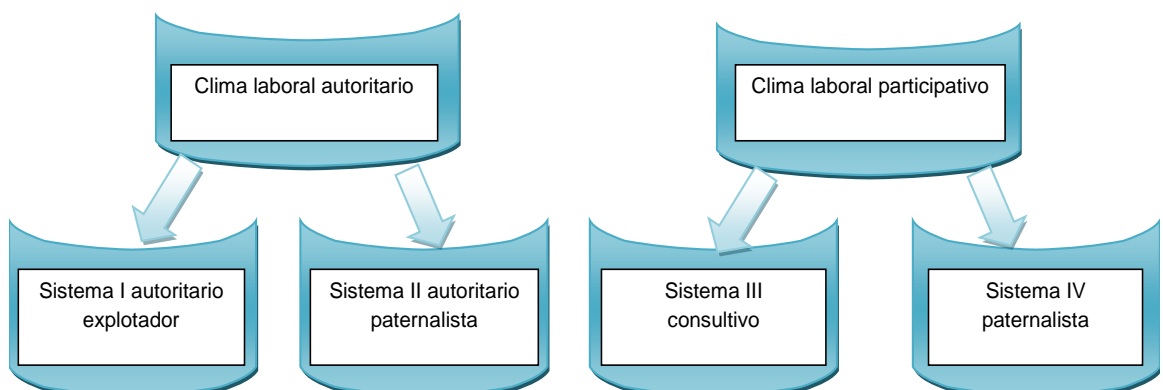 Clima laboral autoritario
Clima laboral participativo
Sistema I autoritario
explotador
Sistema II autoritario
paternalista
Sistema III
consultivo
Sistema IV
paternalista